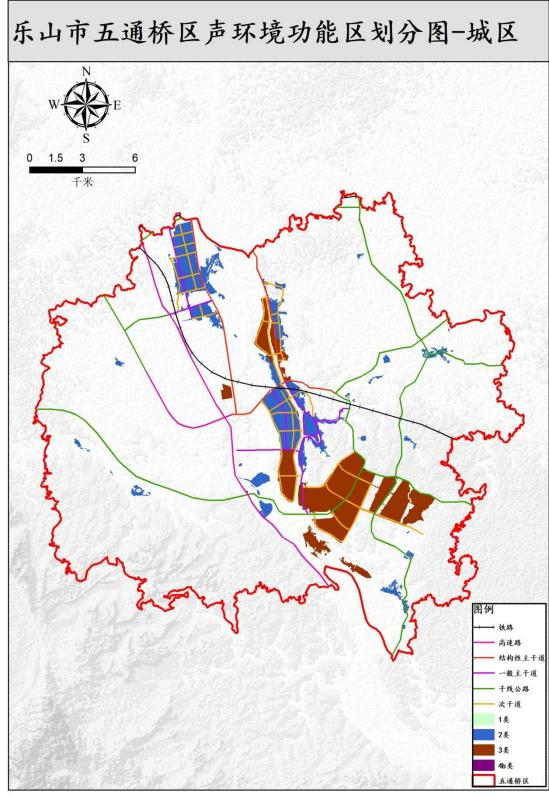 乐山市五通桥区声环境功能区划分图-城区
N
W E
S
0 1.5 3 6
千米
图例
铁路
高速路
结构性主干道
一般主干道
干线公路
次干道
1类
2类
3类
4b类
五通桥区